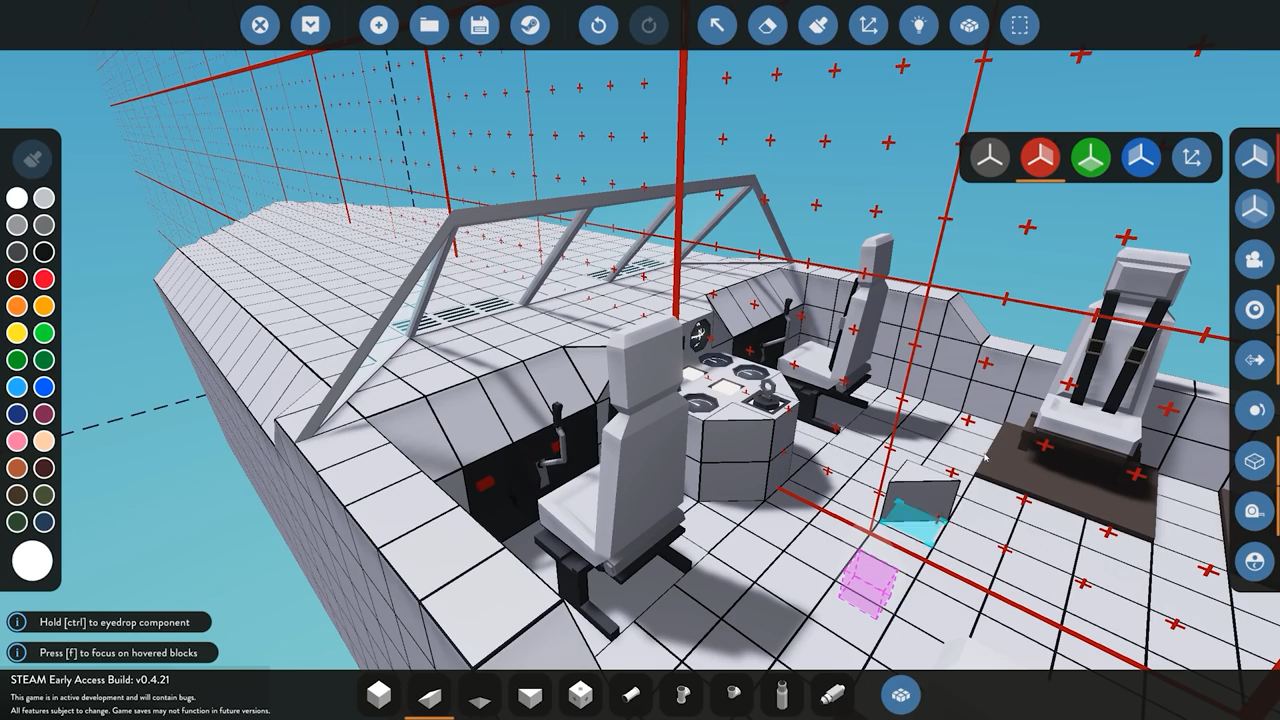 Hold [ctrl] to eyedrop component
Press [f] to focus on hovered blocks
STEAM Early Access Build: v0.4.21
This game is in active development and will contain bugs.
All features subject to change. Game saves may not function in future versions.